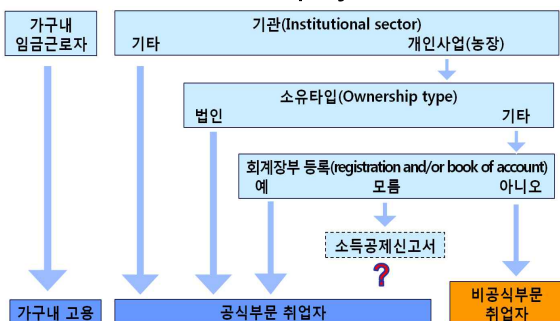 가구내
임금근로자
기관(Institutional sector)
기타 개인사업(농장)
소유타입(Ownership type)
법인 기타
회계장부 등록(registration and/or book of account)
예 모름 아니오
소득공제신고서
?
가구내 고용
공식부문 취업자
비공식부문
취업자